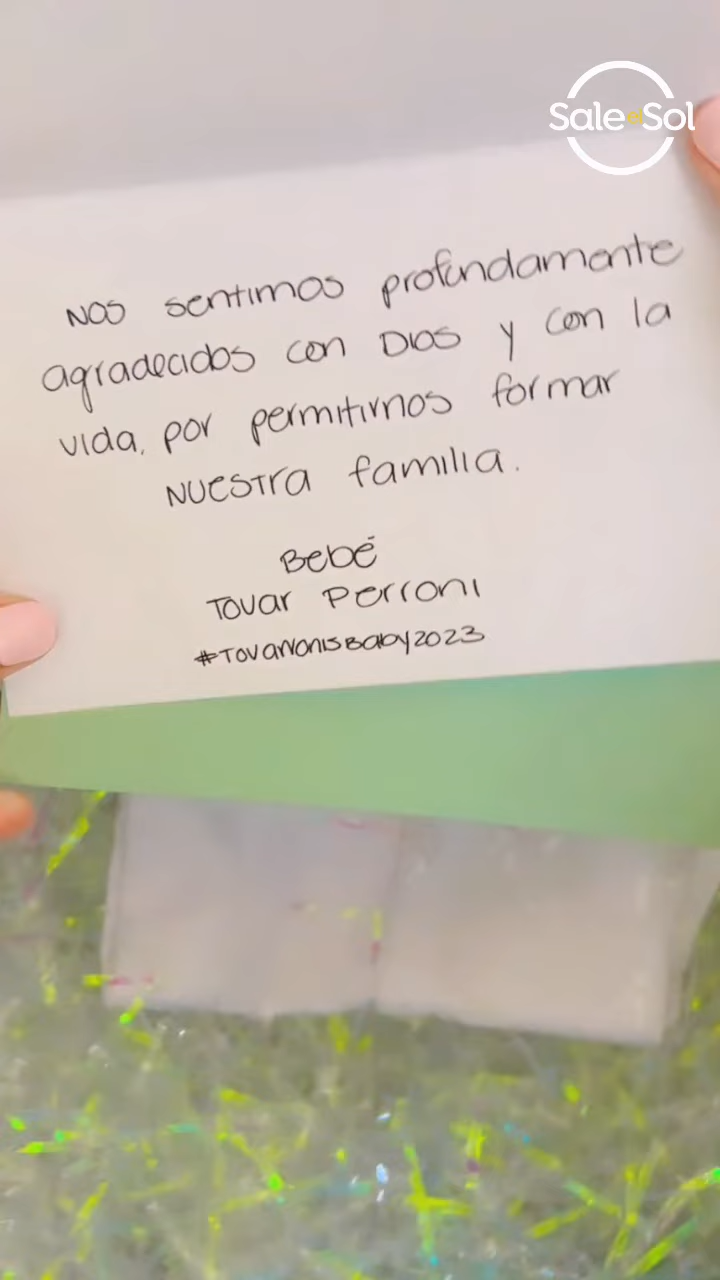 Sale el Sol
Nos sentimos profundamente
agradecidos con Dios y con la
vida, por permitirnos formar
nuestra familia.
Bebé
Tovar Perroni
#TovarronisBaby2023